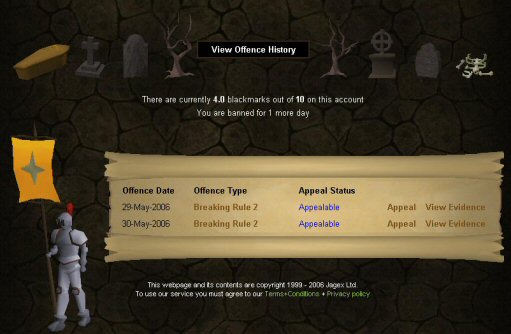 View Offence History
There are currently 4.0 blackmarks out of 10 on this account
You are banned for 1 more day
Offence Date Offence Type Appeal Status
29-May-2006 Breaking Rule 2 Appealable Appeal View Evidence
30-May-2006 Breaking Rule 2 Appealable Appeal View Evidence
This webpage and its contents are copyright 1999 - 2006 Jagex Ltd
To use our service you must agree to our Terms+Conditions + Privacy policy